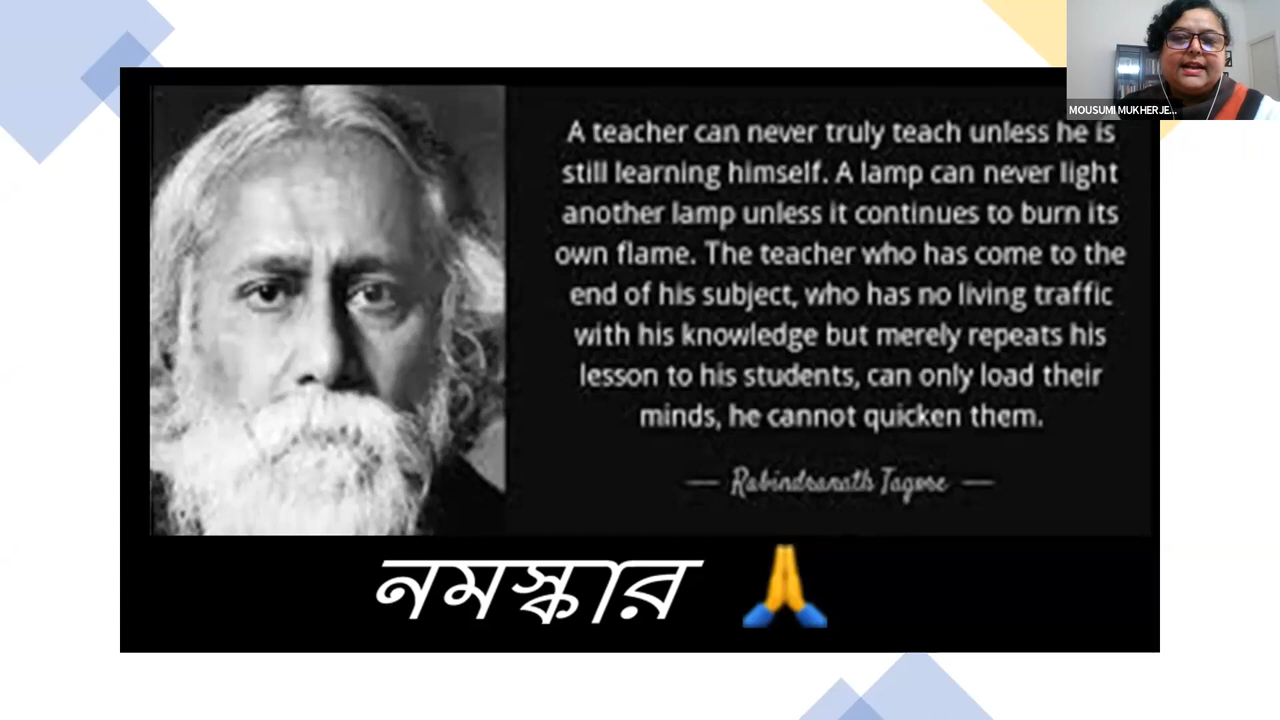 MOUSUMI MUKHERJE...
A teacher can never truly teach unless he is
still learning himself. A lamp can never light
another lamp unless it continues to burn its
own flame. The teacher who has come to the
end of his subject, who has no living traffic
with his knowledge but merely repeats his
lesson to his students, can only load their
minds, he cannot quicken them.
— Rabindranath Tagore —
নমস্কার 🙏